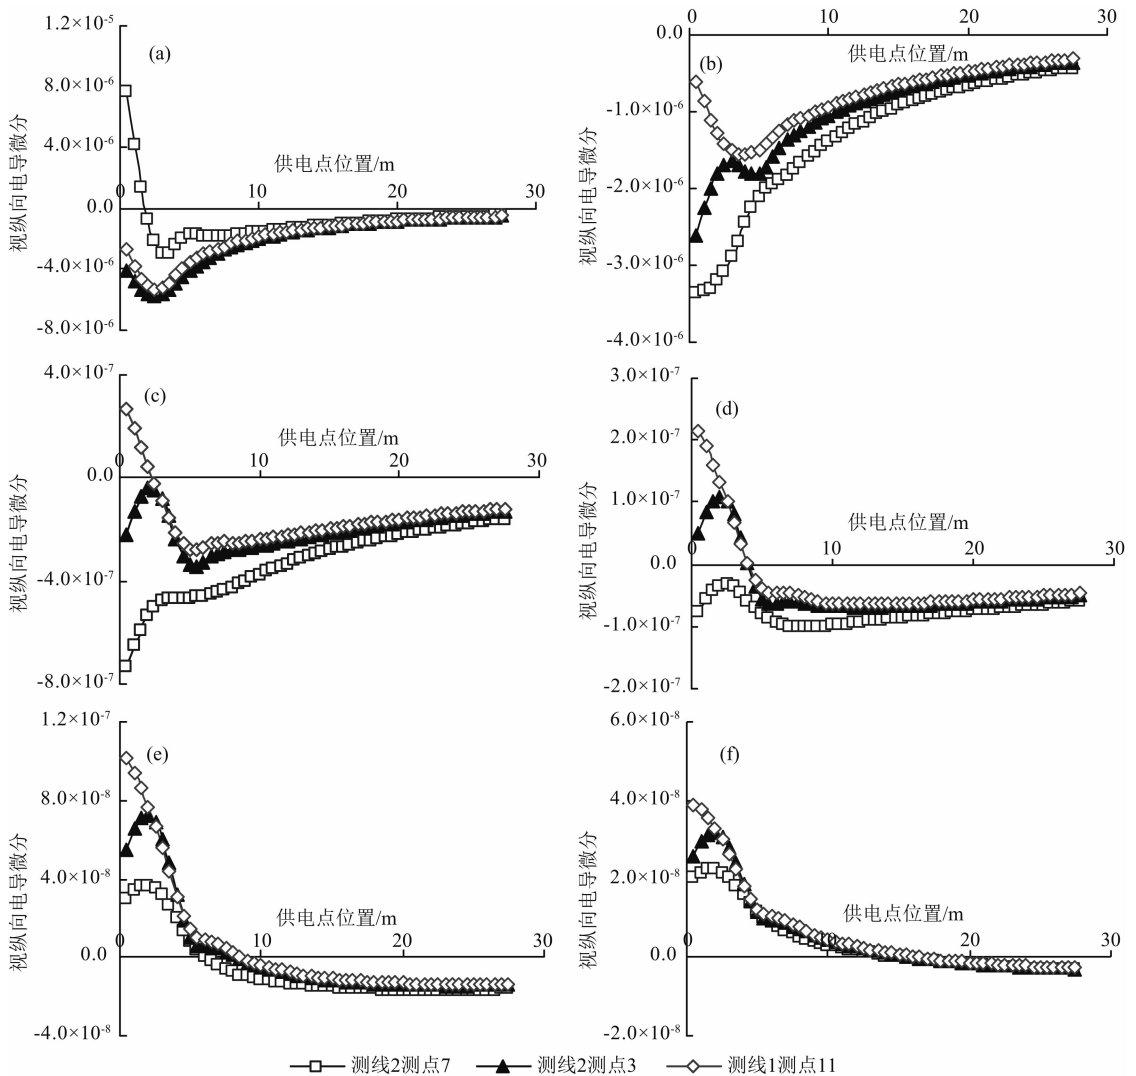 1.2×10-5
(a)
8.0×10-6
4.0×10-6
供电点位置/m
0 10 20 30
0.0
-4.0×10-6
-8.0×10-6
视纵向电导微分
0 10 20 30
0.0
供电点位置/m
(b)
-1.0×10-6
-2.0×10-6
-3.0×10-6
-4.0×10-6
视纵向电导微分
4.0×10-7
(c)
供电点位置/m
0 10 20 30
0.0
-4.0×10-7
-8.0×10-7
视纵向电导微分
3.0×10-7
(d)
2.0×10-7
1.0×10-7
供电点位置/m
0 10 20 30
0.0
-1.0×10-7
-2.0×10-7
视纵向电导微分
1.2×10-7
(e)
8.0×10-8
4.0×10-8
供电点位置/m
0 10 20 30
0.0
-4.0×10-8
视纵向电导微分
6.0×10-8
(f)
4.0×10-8
2.0×10-8
供电点位置/m
0 10 20 30
0.0
-2.0×10-8
视纵向电导微分
测线2测点7 测线2测点3 测线1测点11